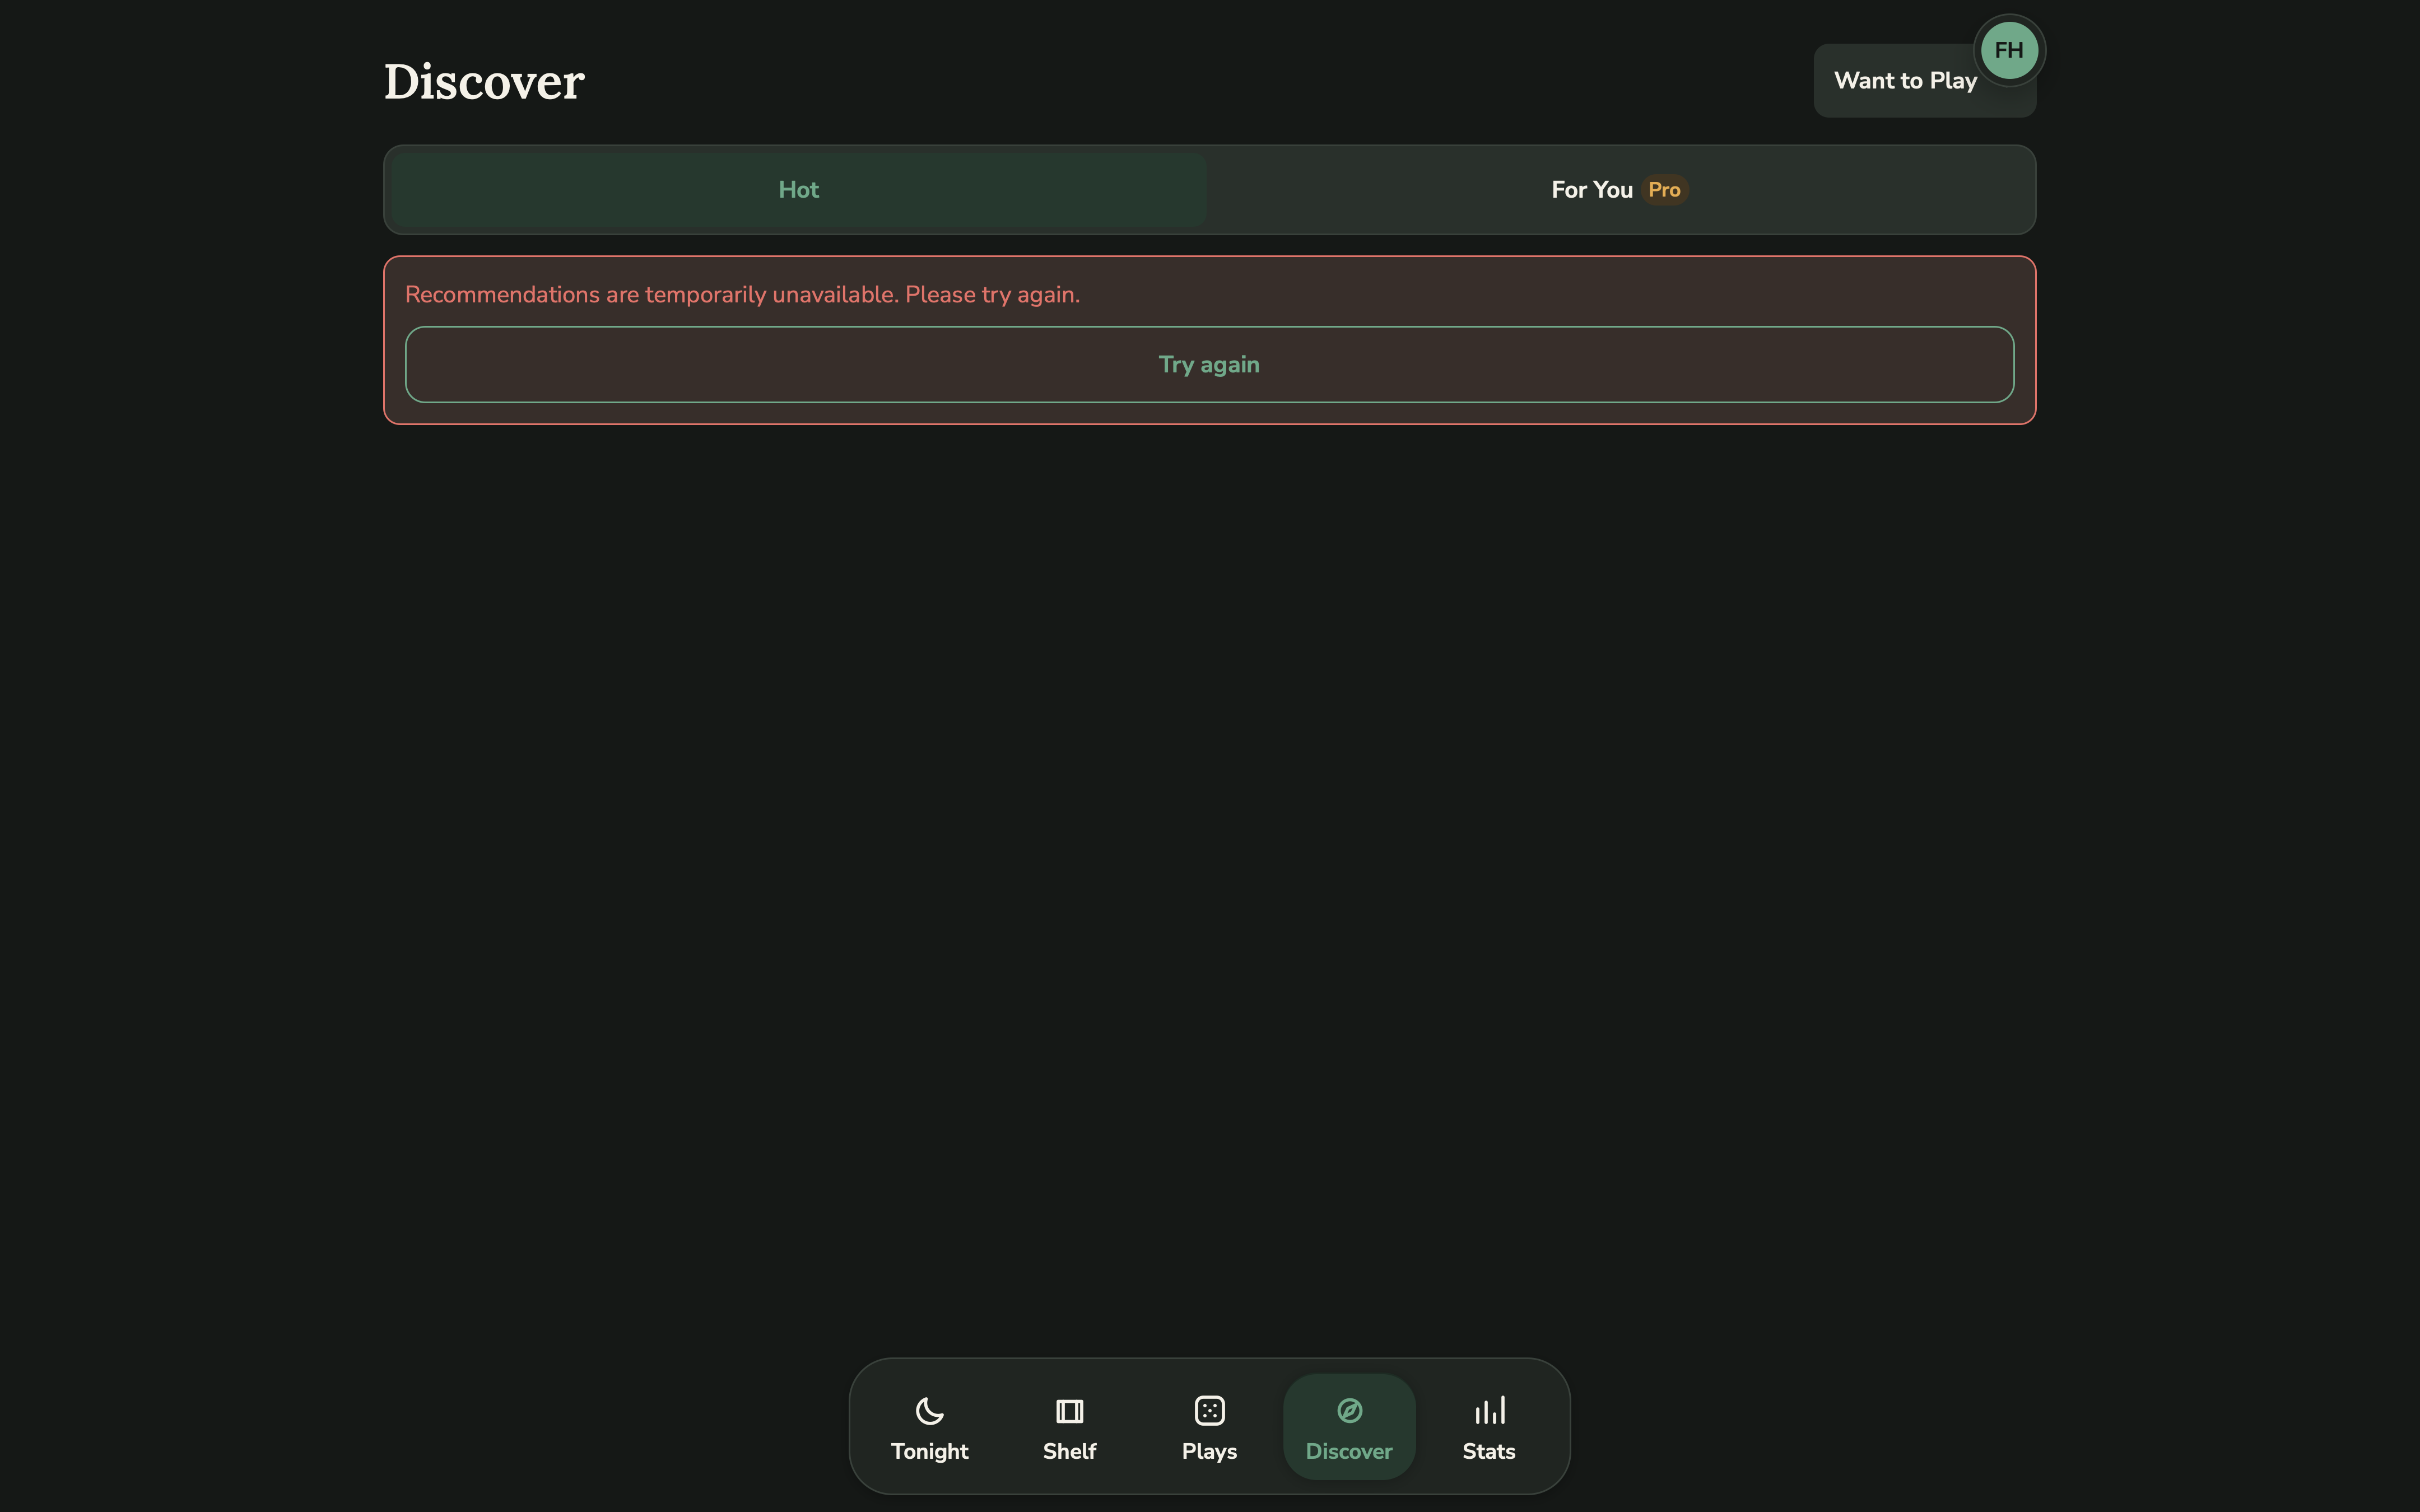 Discover
Want to Play
FH
Hot
For You Pro
Recommendations are temporarily unavailable. Please try again.
Try again
Tonight
Shelf
Plays
Discover
Stats